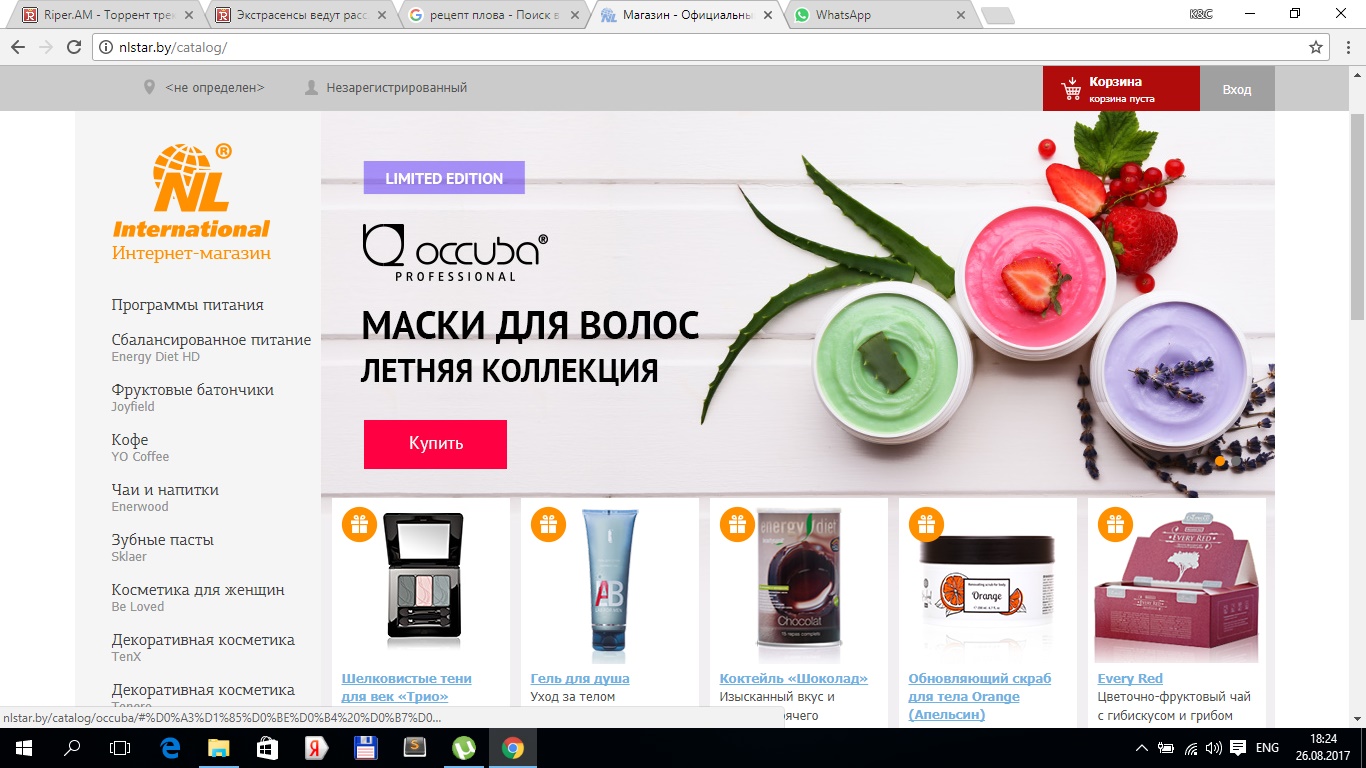 Riper.AM - Торрент трек
Экстрасенсы ведут расс
рецепт плова - Поиск в
Магазин - Официальны
WhatsApp
K&C
nlstar.by/catalog/
<не определен>
Незарегистрированный
Корзина
корзина пуста
Вход
NL®
International
Интернет-магазин
Программы питания
Сбалансированное питание
Energy Diet HD
Фруктовые батончики
Joyfield
Кофе
YO Coffee
Чаи и напитки
Enerwood
Зубные пасты
Sklaer
Косметика для женщин
Be Loved
Декоративная косметика
TenX
Декоративная косметика
LIMITED EDITION
occuba®
PROFESSIONAL
МАСКИ ДЛЯ ВОЛОС
ЛЕТНЯЯ КОЛЛЕКЦИЯ
Купить
AB
energy diet
Chocolat
Orange
EVERY RED
Шелковистые тени
для век «Трио»
Гель для душа
Уход за телом
Коктейль «Шоколад»
Изысканный вкус и
Обновляющий скраб
для тела Orange
(Апельсин)
Every Red
Цветочно-фруктовый чай
с гибискусом и грибом
nlstar.by/catalog/occuba/#%D0%A3%D1%85%D0%BE%D0%B4%20%D0%B7%D0...
ENG
18:24
26.08.2017